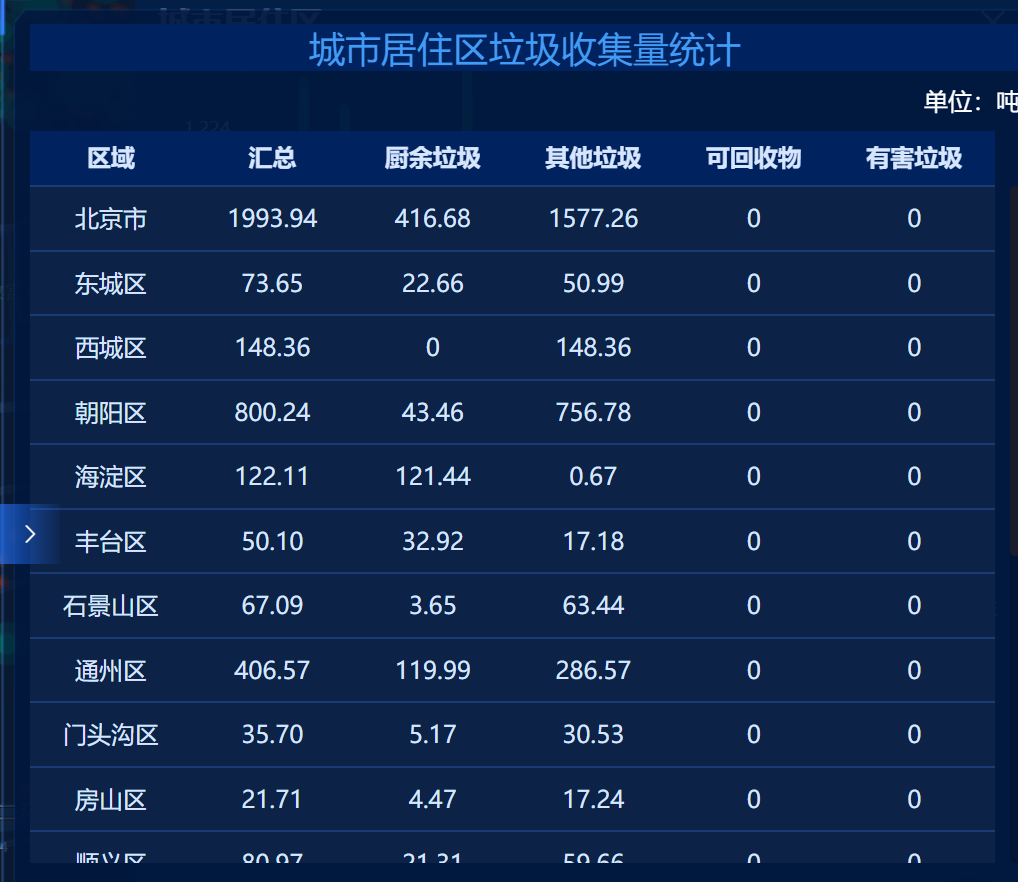 城市居住区垃圾收集量统计
单位：吨
区域 汇总 厨余垃圾 其他垃圾 可回收物 有害垃圾
北京市 1993.94 416.68 1577.26 0 0
东城区 73.65 22.66 50.99 0 0
西城区 148.36 0 148.36 0 0
朝阳区 800.24 43.46 756.78 0 0
海淀区 122.11 121.44 0.67 0 0
丰台区 50.10 32.92 17.18 0 0
石景山区 67.09 3.65 63.44 0 0
通州区 406.57 119.99 286.57 0 0
门头沟区 35.70 5.17 30.53 0 0
房山区 21.71 4.47 17.24 0 0
顺义区 80.97 21.31 59.66 0 0